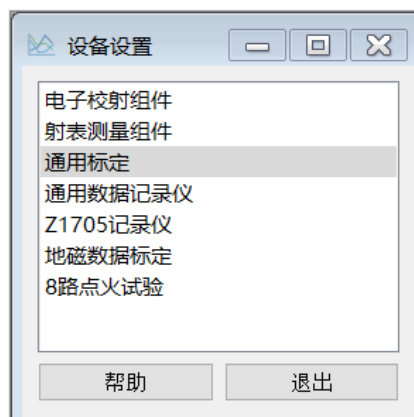 设备设置
电子校射组件
射表测量组件
通用标定
通用数据记录仪
Z1705记录仪
地磁数据标定
8路点火试验
帮助
退出